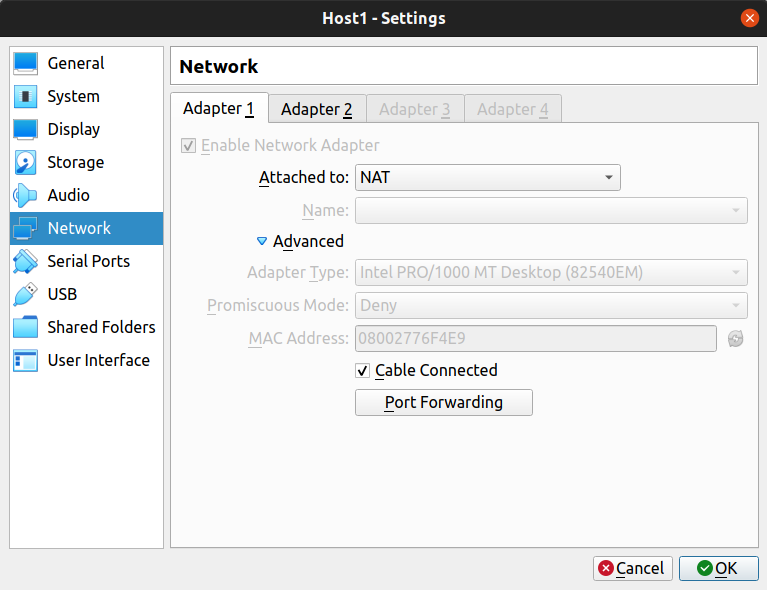 Host1 - Settings
General
System
Display
Storage
Audio
Network
Serial Ports
USB
Shared Folders
User Interface
Network
Adapter 1 Adapter 2 Adapter 3 Adapter 4
Enable Network Adapter
Attached to: NAT
Name:
Advanced
Adapter Type: Intel PRO/1000 MT Desktop (82540EM)
Promiscuous Mode: Deny
MAC Address: 08002776F4E9
Cable Connected
Port Forwarding
Cancel OK